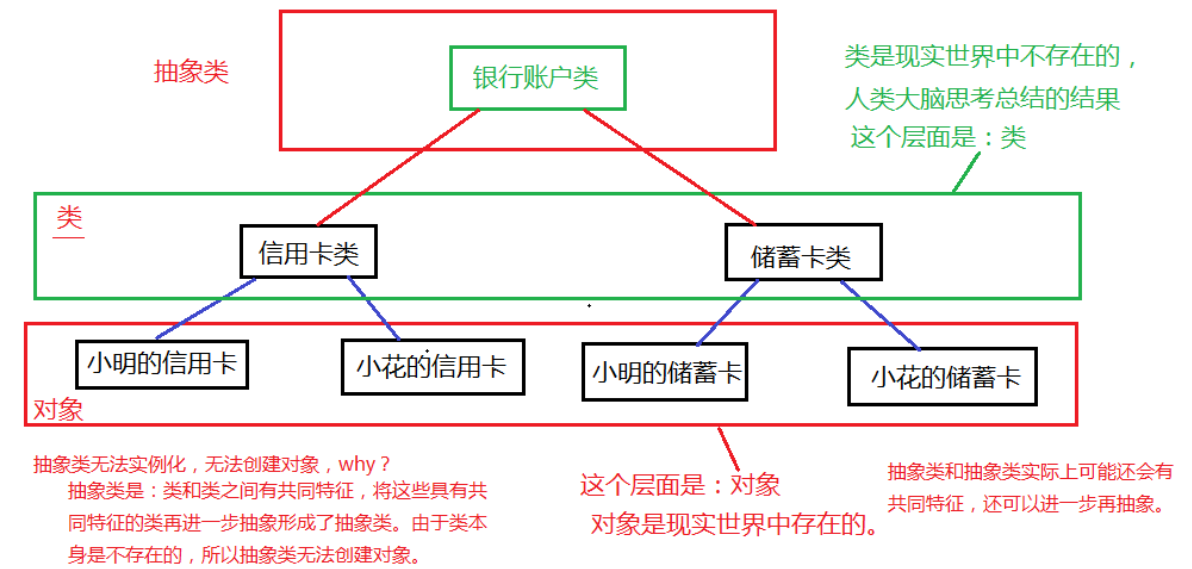 抽象类
银行账户类
类是现实世界中不存在的，
人类大脑思考总结的结果
这个层面是：类
类
信用卡类
储蓄卡类
小明的信用卡
小花的信用卡
小明的储蓄卡
小花的储蓄卡
对象
抽象类无法实例化，无法创建对象，why？
抽象类是：类和类之间有共同特征，将这些具有共
同特征的类再进一步抽象形成了抽象类。由于类本
身是不存在的，所以抽象类无法创建对象。
这个层面是：对象
对象是现实世界中存在的。
抽象类和抽象类实际上可能还会有
共同特征，还可以进一步再抽象。